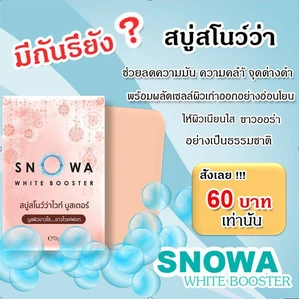 มีกันรึยัง ?
สบู่สโนว์ว่า
ช่วยลดความมัน ความคล้ำ จุดด่างดำ
พร้อมผลัดเซลล์ผิวเก่าออกอย่างอ่อนโยน
ให้ผิวเนียนใส ขาวออร่า
อย่างเป็นธรรมชาติ
SNOWA
WHITE BOOSTER
สบู่สโนว์ว่าไวท์ บูสเตอร์
สั่งเลย !!!
60 บาท
เท่านั้น
SNOWA
WHITE BOOSTER